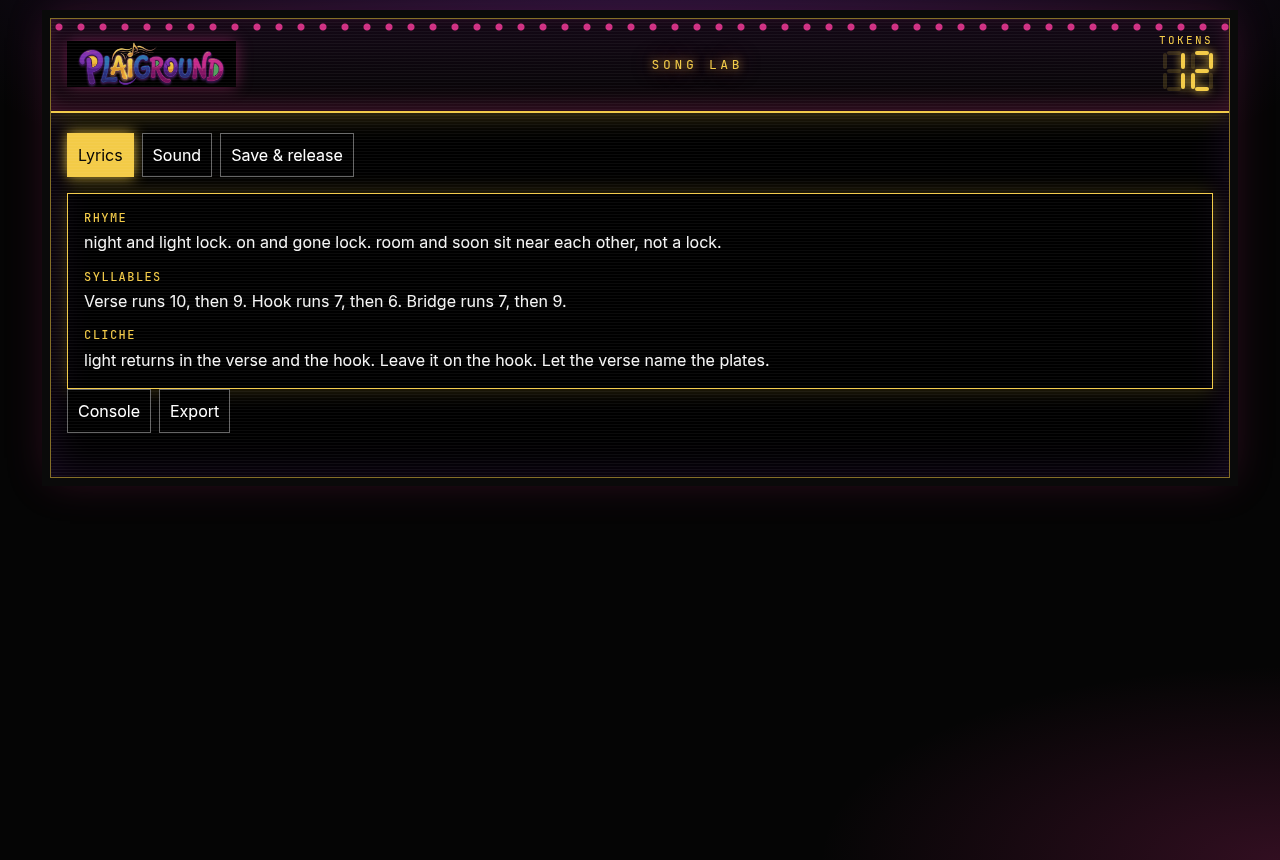 PLAiGROUND
SONG LAB
TOKENS
12
Lyrics
Sound
Save & release
RHYME
night and light lock. on and gone lock. room and soon sit near each other, not a lock.
SYLLABLES
Verse runs 10, then 9. Hook runs 7, then 6. Bridge runs 7, then 9.
CLICHE
light returns in the verse and the hook. Leave it on the hook. Let the verse name the plates.
Console
Export